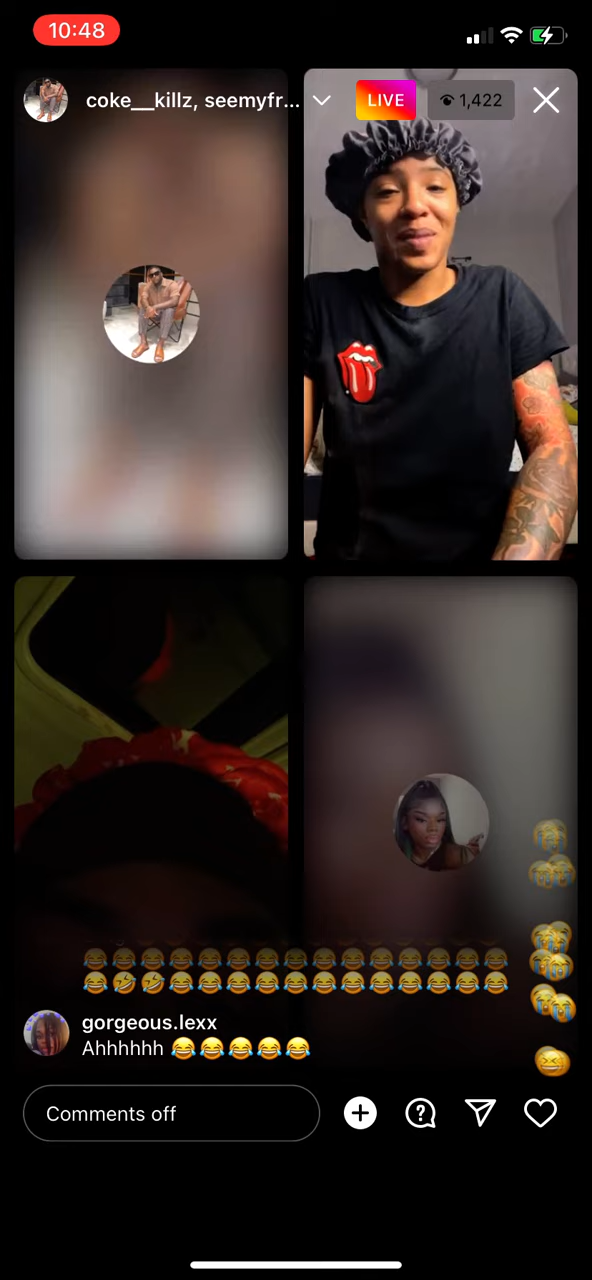 10:48
coke__killz, seemyfr...
LIVE
1,422
gorgeous.lexx
Ahhhhhh 😂😂😂😂😂
Comments off